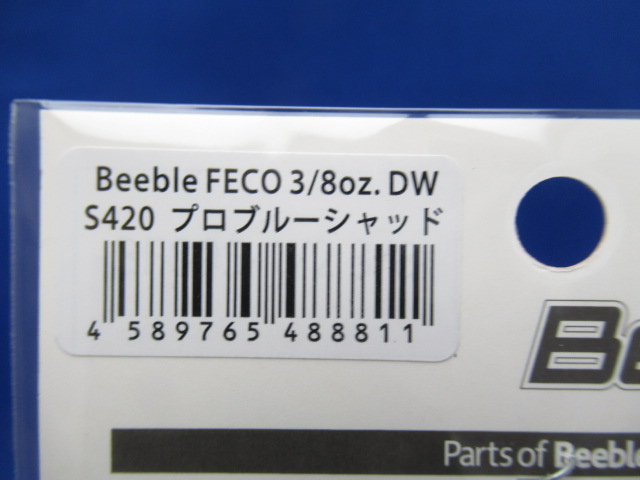 Beeble FECO 3/8oz. DW
S420 プロブルーシャッド
4 589765 488811
Be
Parts of Beeble